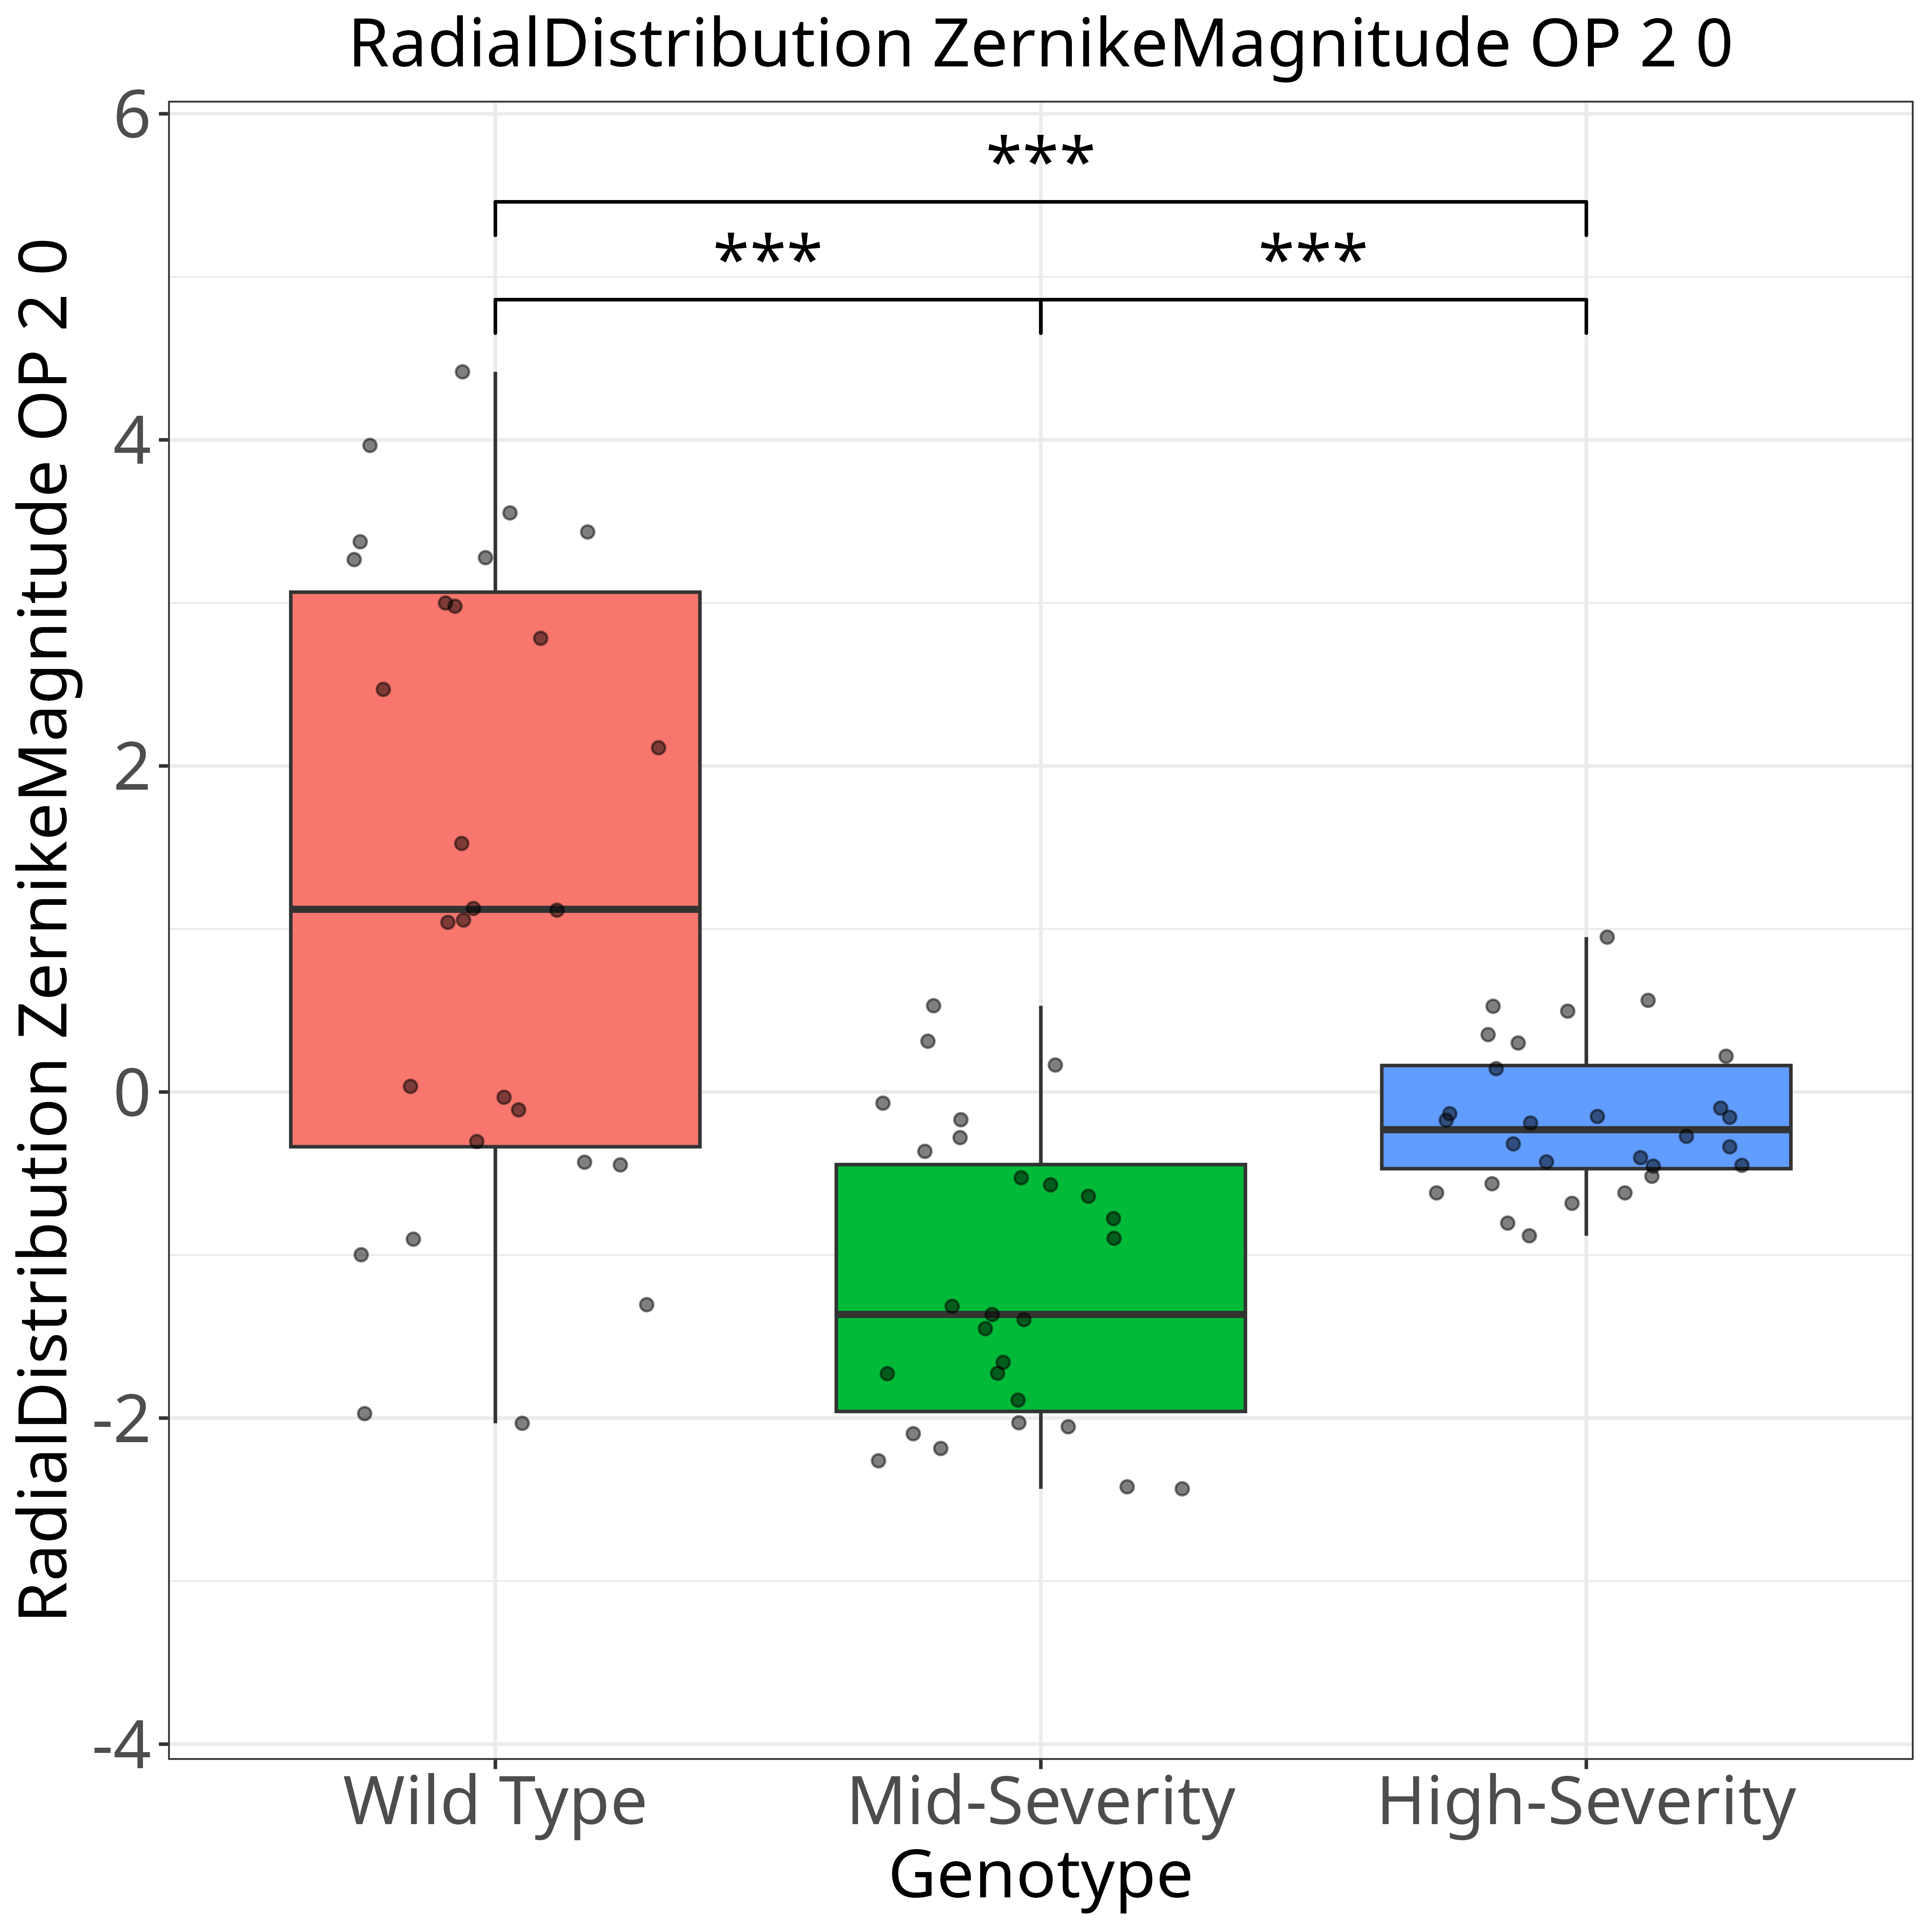 RadialDistribution ZernikeMagnitude OP 2 0
RadialDistribution ZernikeMagnitude OP 2 0
6
4
2
0
-2
-4
***
***
***
Wild Type
Mid-Severity
High-Severity
Genotype